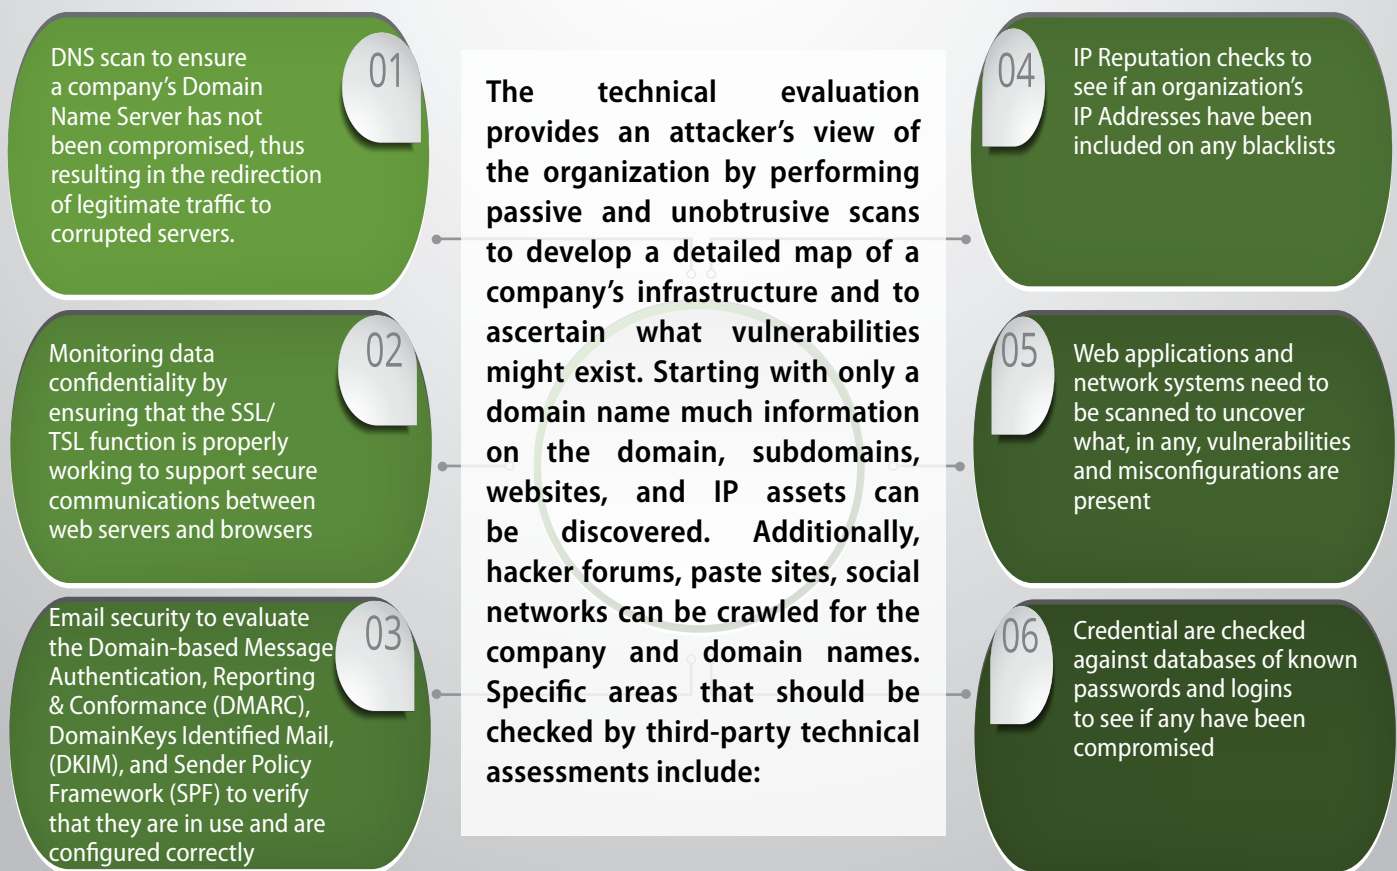 01
DNS scan to ensure
a company's Domain
Name Server has not
been compromised, thus
resulting in the redirection
of legitimate traffic to
corrupted servers.
02
Monitoring data
confidentiality by
ensuring that the SSL/
TSL function is properly
working to support secure
communications between
web servers and browsers
03
Email security to evaluate
the Domain-based Message
Authentication, Reporting
& Conformance (DMARC),
DomainKeys Identified Mail,
(DKIM), and Sender Policy
Framework (SPF) to verify
that they are in use and are
configured correctly
The technical evaluation
provides an attacker's view of
the organization by performing
passive and unobtrusive scans
to develop a detailed map of a
company's infrastructure and to
ascertain what vulnerabilities
might exist. Starting with only a
domain name much information
on the domain, subdomains,
websites, and IP assets can
be discovered. Additionally,
hacker forums, paste sites, social
networks can be crawled for the
company and domain names.
Specific areas that should be
checked by third-party technical
assessments include:
04
IP Reputation checks to
see if an organization's
IP Addresses have been
included on any blacklists
05
Web applications and
network systems need to
be scanned to uncover
what, in any, vulnerabilities
and misconfigurations are
present
06
Credential are checked
against databases of known
passwords and logins
to see if any have been
compromised